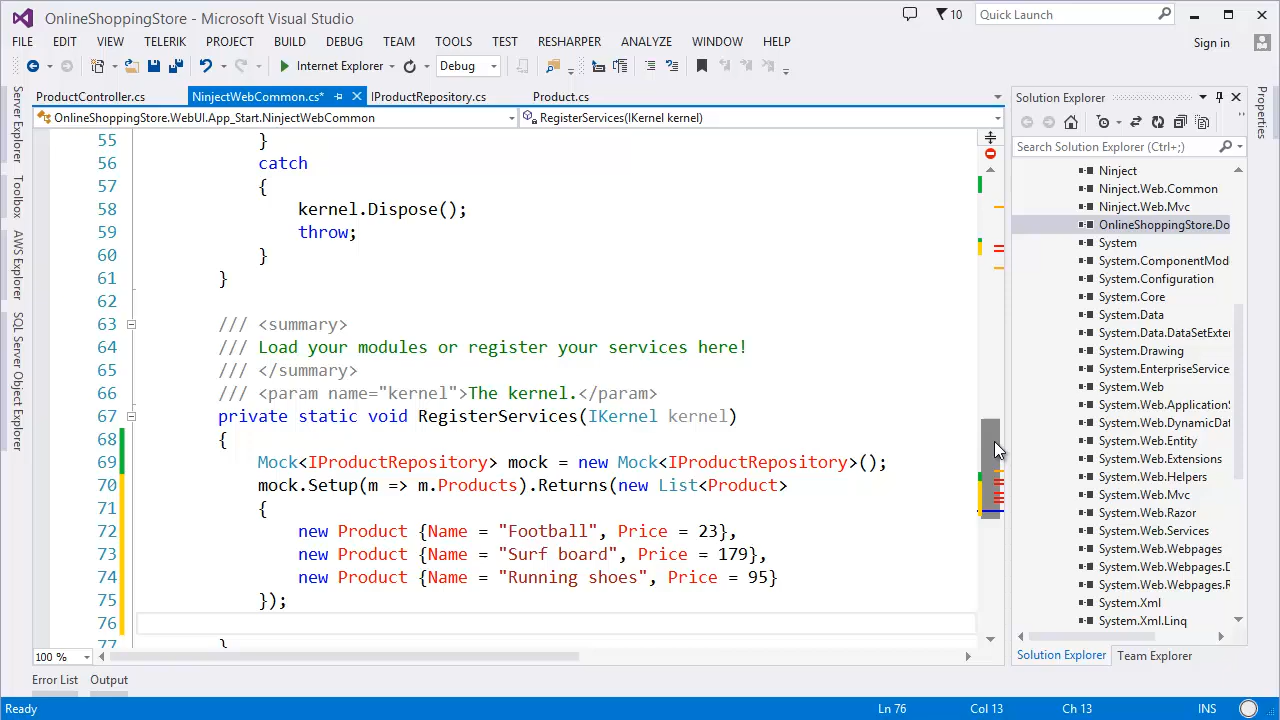 OnlineShoppingStore - Microsoft Visual Studio
10
Quick Launch
FILE EDIT VIEW TELERIK PROJECT BUILD DEBUG TEAM TOOLS TEST RESHARPER ANALYZE WINDOW HELP
Sign in
Internet Explorer
Debug
ProductController.cs
NinjectWebCommon.cs*
IProductRepository.cs
Product.cs
OnlineShoppingStore.WebUI.App_Start.NinjectWebCommon
RegisterServices(IKernel kernel)
Server Explorer
Toolbox
AWS Explorer
SQL Server Object Explorer
55 }
56 catch
57 {
58 kernel.Dispose();
59 throw;
60 }
61 }
62
63 /// <summary>
64 /// Load your modules or register your services here!
65 /// </summary>
66 /// <param name="kernel">The kernel.</param>
67 private static void RegisterServices(IKernel kernel)
68 {
69 Mock<IProductRepository> mock = new Mock<IProductRepository>();
70 mock.Setup(m => m.Products).Returns(new List<Product>
71 {
72 new Product {Name = "Football", Price = 23},
73 new Product {Name = "Surf board", Price = 179},
74 new Product {Name = "Running shoes", Price = 95}
75 });
76
77 }
100 %
Solution Explorer
Search Solution Explorer (Ctrl+;)
Ninject
Ninject.Web.Common
Ninject.Web.Mvc
OnlineShoppingStore.Do
System
System.ComponentMod
System.Configuration
System.Core
System.Data
System.Data.DataSetExter
System.Drawing
System.EnterpriseServices
System.Web
System.Web.ApplicationS
System.Web.DynamicDat
System.Web.Entity
System.Web.Extensions
System.Web.Helpers
System.Web.Mvc
System.Web.Razor
System.Web.Services
System.Web.Webpages
System.Web.Webpages.D
System.Web.Webpages.R
System.Xml
System.Xml.Linq
Solution Explorer
Team Explorer
Properties
Error List
Output
Ready
Ln 76
Col 13
Ch 13
INS